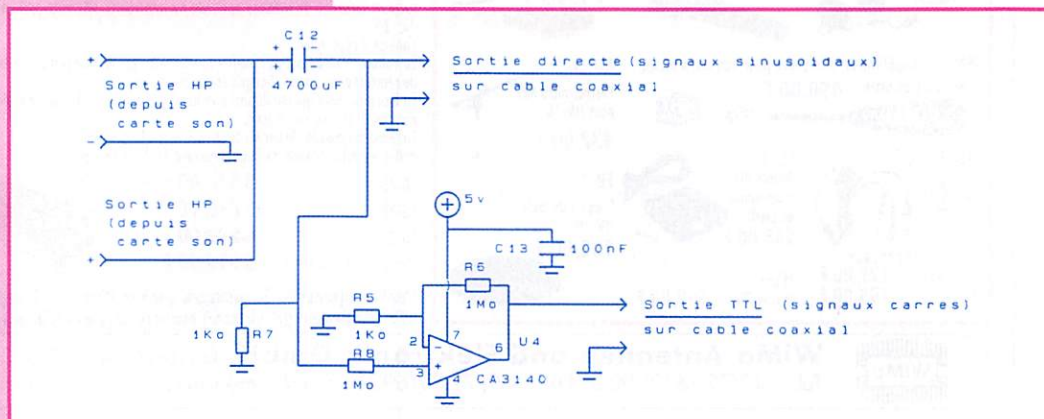 C12
+ + - -
4700uF
+
Sortie HP
(depuis
carte son)
-
Sortie HP
(depuis
carte son)
+
Sortie directe (signaux sinusoidaux)
sur cable coaxial
5v
C13 100nF
R6
1Mo
R5
1Ko
1Ko R7
R8
1Mo
2 -
3 +
7
4
6
U4
CA3140
Sortie TTL (signaux carres)
sur cable coaxial